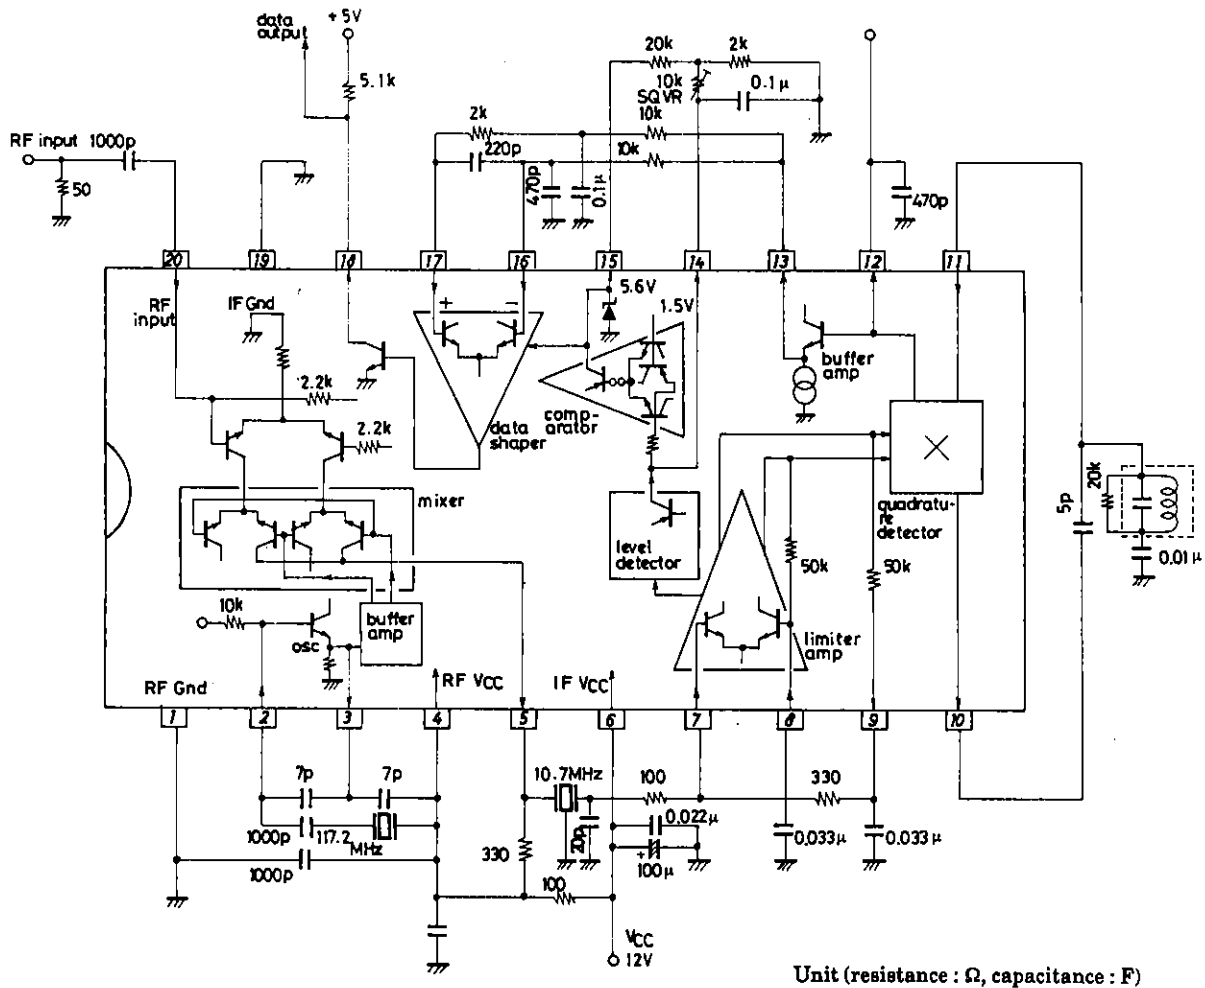 data output
+5V
5.1k
20k
2k
10k
SQ VR
0.1μ
2k
10k
220p
10k
470p
0.1μ
RF input 1000p
50
470p
20
19
18
17
16
15
14
13
12
11
RF input
IF Gnd
2.2k
2.2k
+
−
data shaper
5.6V
1.5V
comp-arator
buffer amp
quadratu-re detector
20k
5p
0.01μ
mixer
level detector
50k
50k
limiter amp
10k
osc
buffer amp
RF Gnd
RF VCC
IF VCC
1
2
3
4
5
6
7
8
9
10
7p
7p
1000p
117.2 MHz
1000p
10.7MHz
100
330
20p
0.022μ
+
100μ
0.033μ
0.033μ
330
100
VCC
12V
Unit (resistance : Ω, capacitance : F)